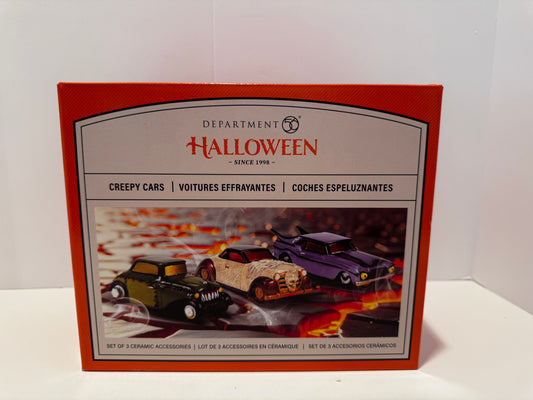 DEPARTMENT 56®
HALLOWEEN
- SINCE 1998 -
CREEPY CARS | VOITURES EFFRAYANTES | COCHES ESPELUZNANTES
SET OF 3 CERAMIC ACCESSORIES | LOT DE 3 ACCESSOIRES EN CÉRAMIQUE | SET DE 3 ACCESORIOS CERÁMICOS